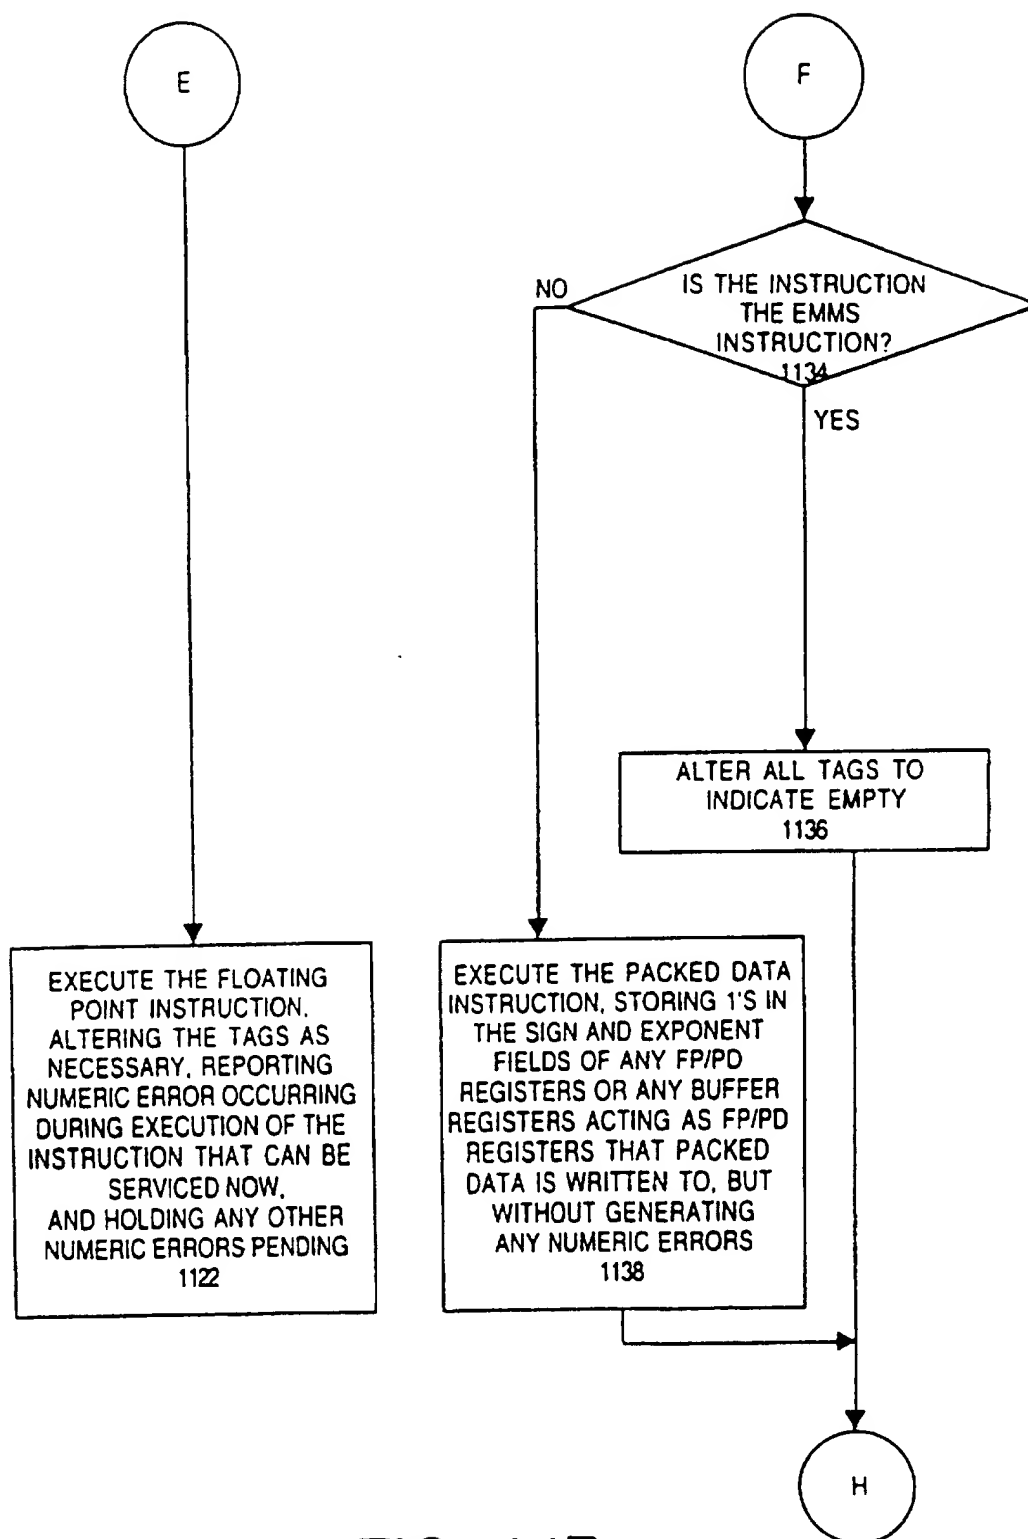 E
F
NO
IS THE INSTRUCTION
THE EMMS
INSTRUCTION?
1134
YES
ALTER ALL TAGS TO
INDICATE EMPTY
1136
EXECUTE THE FLOATING
POINT INSTRUCTION.
ALTERING THE TAGS AS
NECESSARY, REPORTING
NUMERIC ERROR OCCURRING
DURING EXECUTION OF THE
INSTRUCTION THAT CAN BE
SERVICED NOW,
AND HOLDING ANY OTHER
NUMERIC ERRORS PENDING
1122
EXECUTE THE PACKED DATA
INSTRUCTION, STORING 1'S IN
THE SIGN AND EXPONENT
FIELDS OF ANY FP/PD
REGISTERS OR ANY BUFFER
REGISTERS ACTING AS FP/PD
REGISTERS THAT PACKED
DATA IS WRITTEN TO, BUT
WITHOUT GENERATING
ANY NUMERIC ERRORS
1138
H